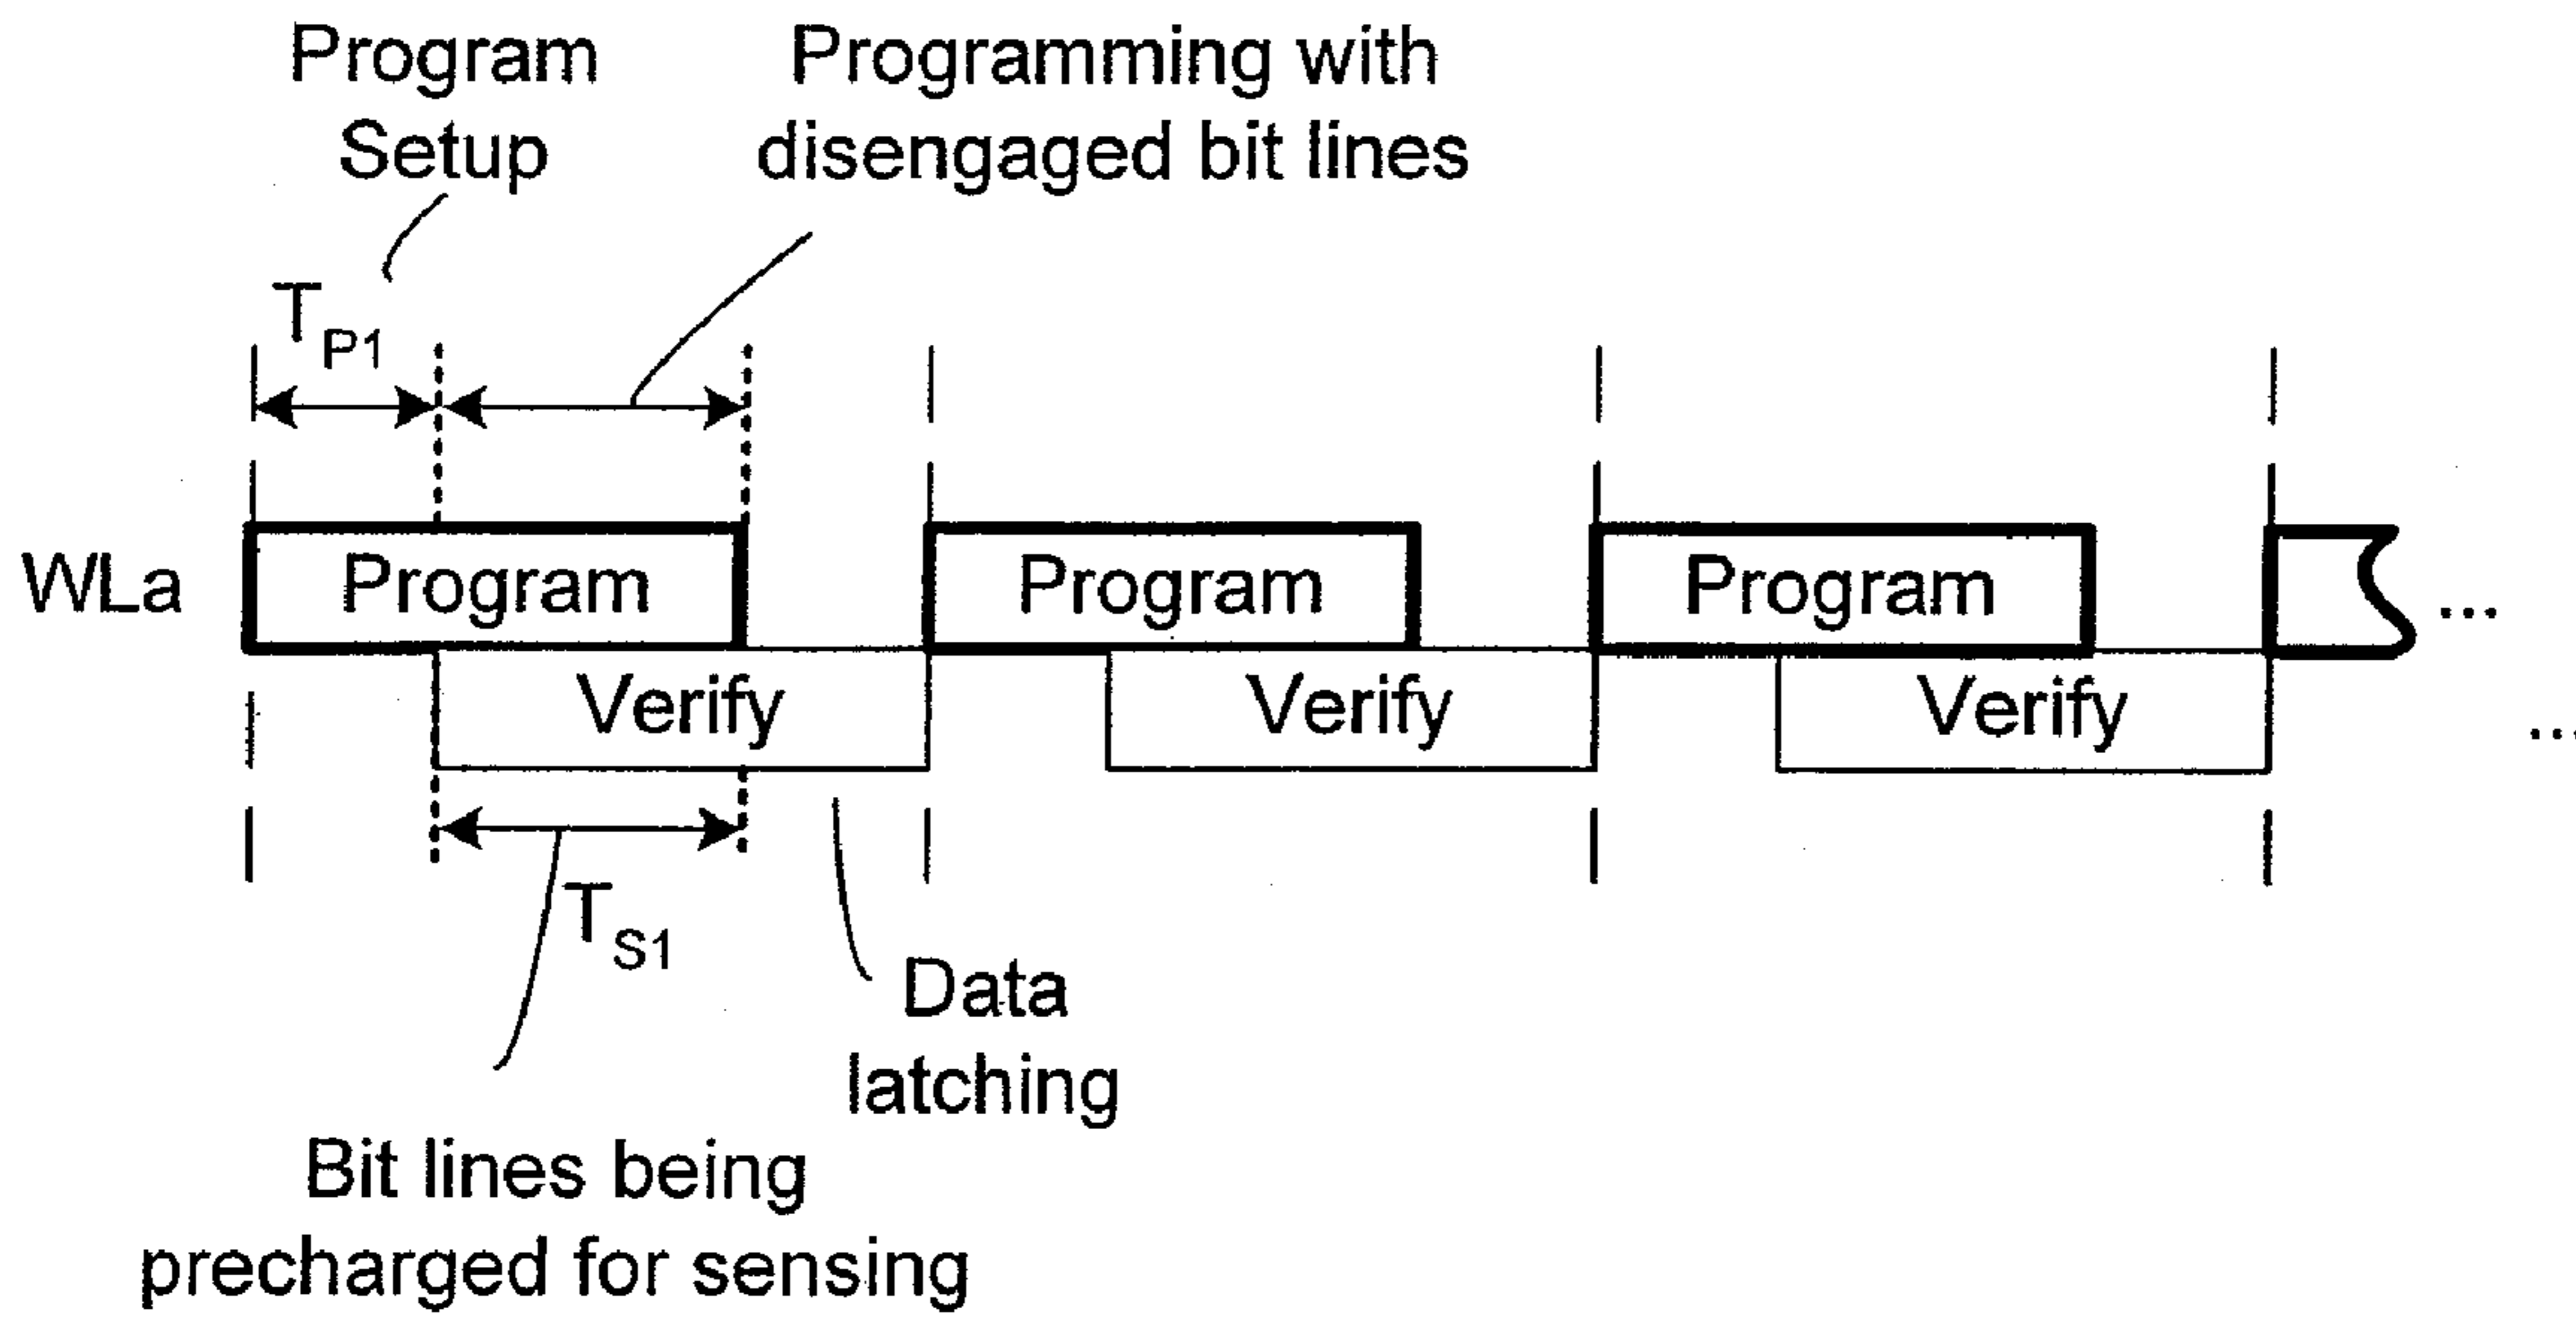 Program
Setup
Programming with
disengaged bit lines
TP1
WLa
Program
Program
Program
...
Verify
Verify
Verify
...
TS1
Data
latching
Bit lines being
precharged for sensing